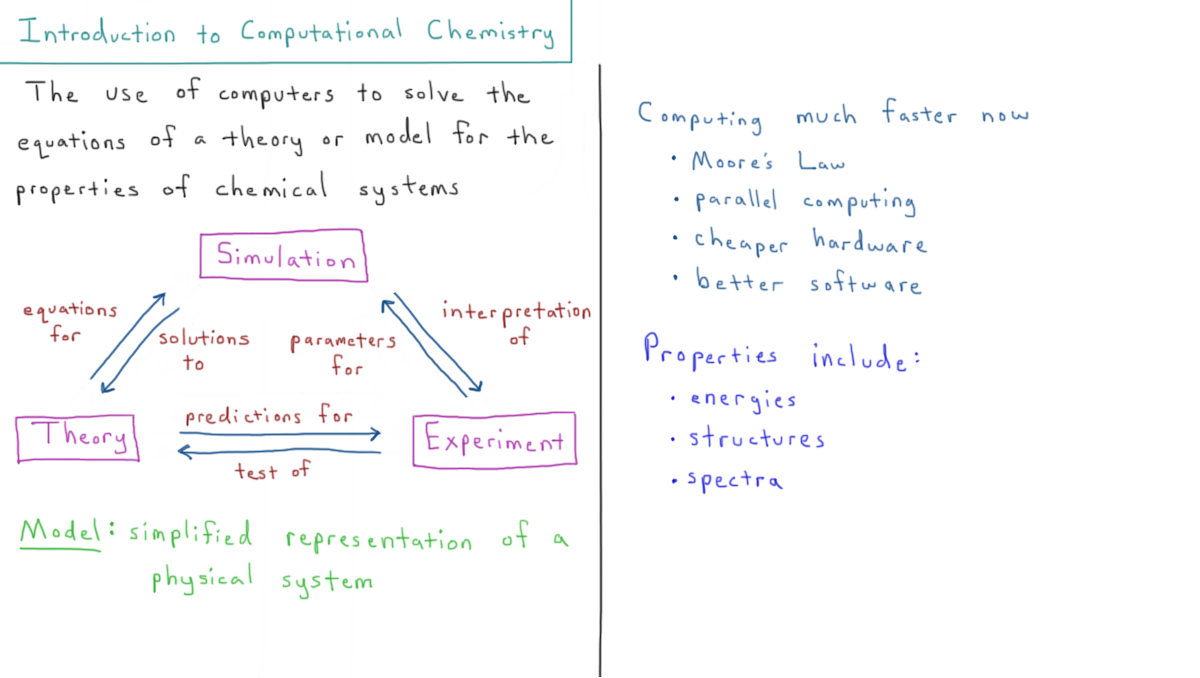 Introduction to Computational Chemistry
The use of computers to solve the
equations of a theory or model for the
properties of chemical systems
Simulation
equations
for
solutions
to
parameters
for
interpretation
of
Theory
predictions for
test of
Experiment
Model: simplified representation of a
physical system
Computing much faster now
• Moore's Law
• parallel computing
• cheaper hardware
• better software
Properties include:
• energies
• structures
• spectra